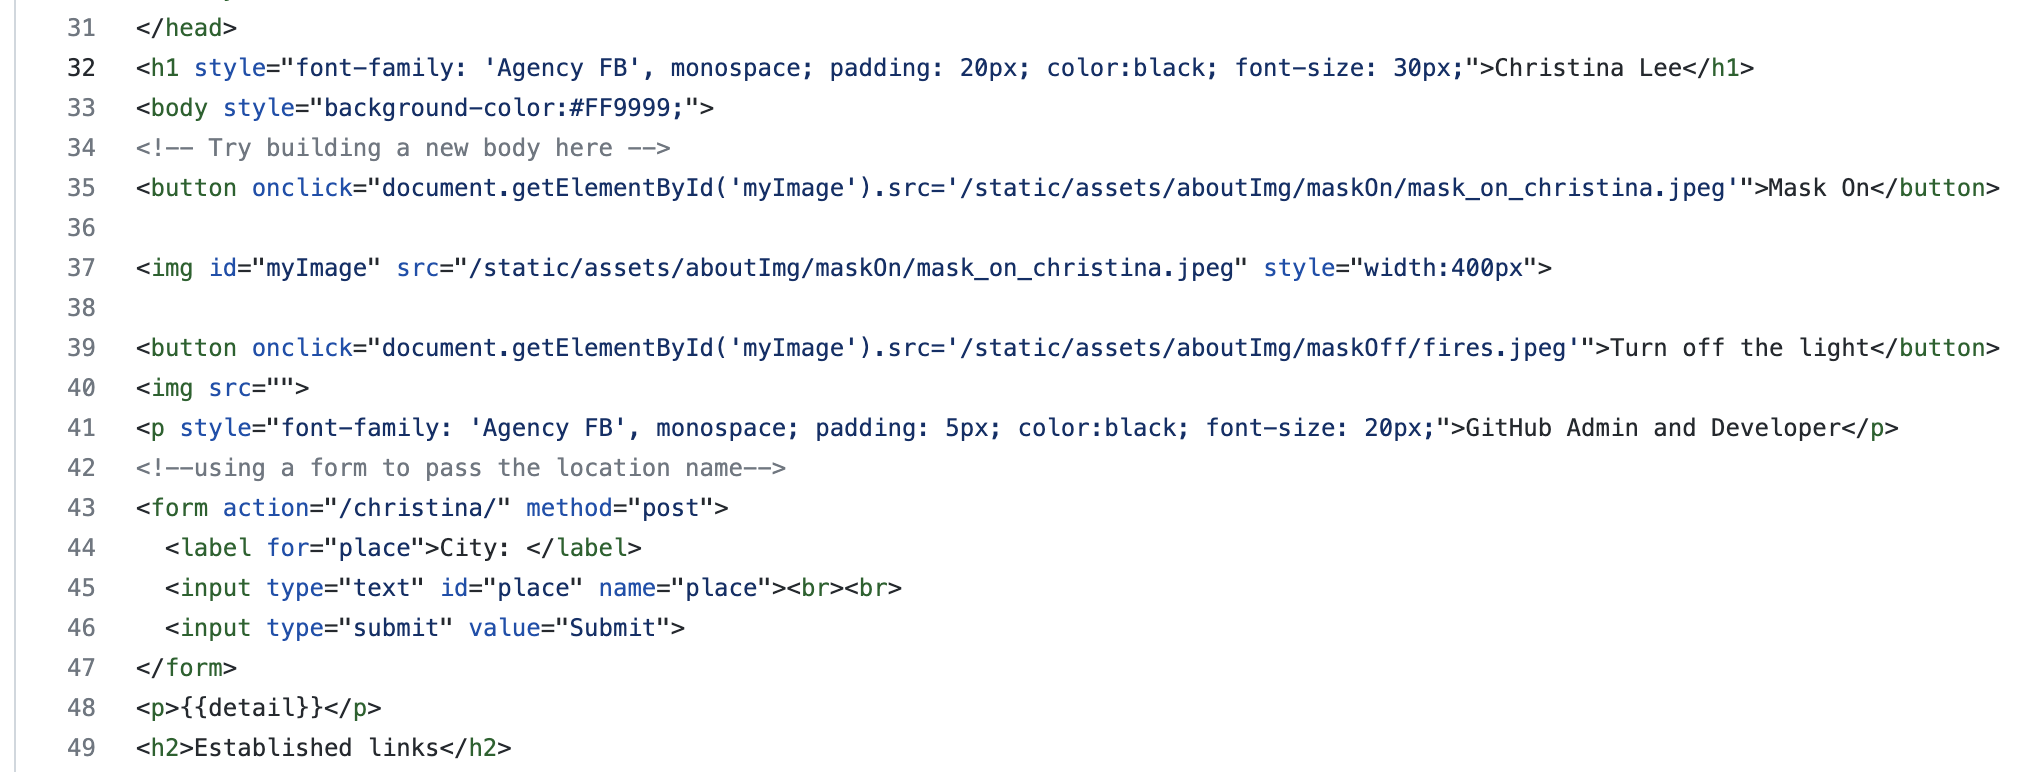 31 </head>
32 <h1 style="font-family: 'Agency FB', monospace; padding: 20px; color:black; font-size: 30px;">Christina Lee</h1>
33 <body style="background-color:#FF9999;">
34 <!-- Try building a new body here -->
35 <button onclick="document.getElementById('myImage').src='/static/assets/aboutImg/maskOn/mask_on_christina.jpeg'">Mask On</button>
36
37 <img id="myImage" src="/static/assets/aboutImg/maskOn/mask_on_christina.jpeg" style="width:400px">
38
39 <button onclick="document.getElementById('myImage').src='/static/assets/aboutImg/maskOff/fires.jpeg'">Turn off the light</button>
40 <img src="">
41 <p style="font-family: 'Agency FB', monospace; padding: 5px; color:black; font-size: 20px;">GitHub Admin and Developer</p>
42 <!--using a form to pass the location name-->
43 <form action="/christina/" method="post">
44   <label for="place">City: </label>
45   <input type="text" id="place" name="place"><br><br>
46   <input type="submit" value="Submit">
47 </form>
48 <p>{{detail}}</p>
49 <h2>Established links</h2>